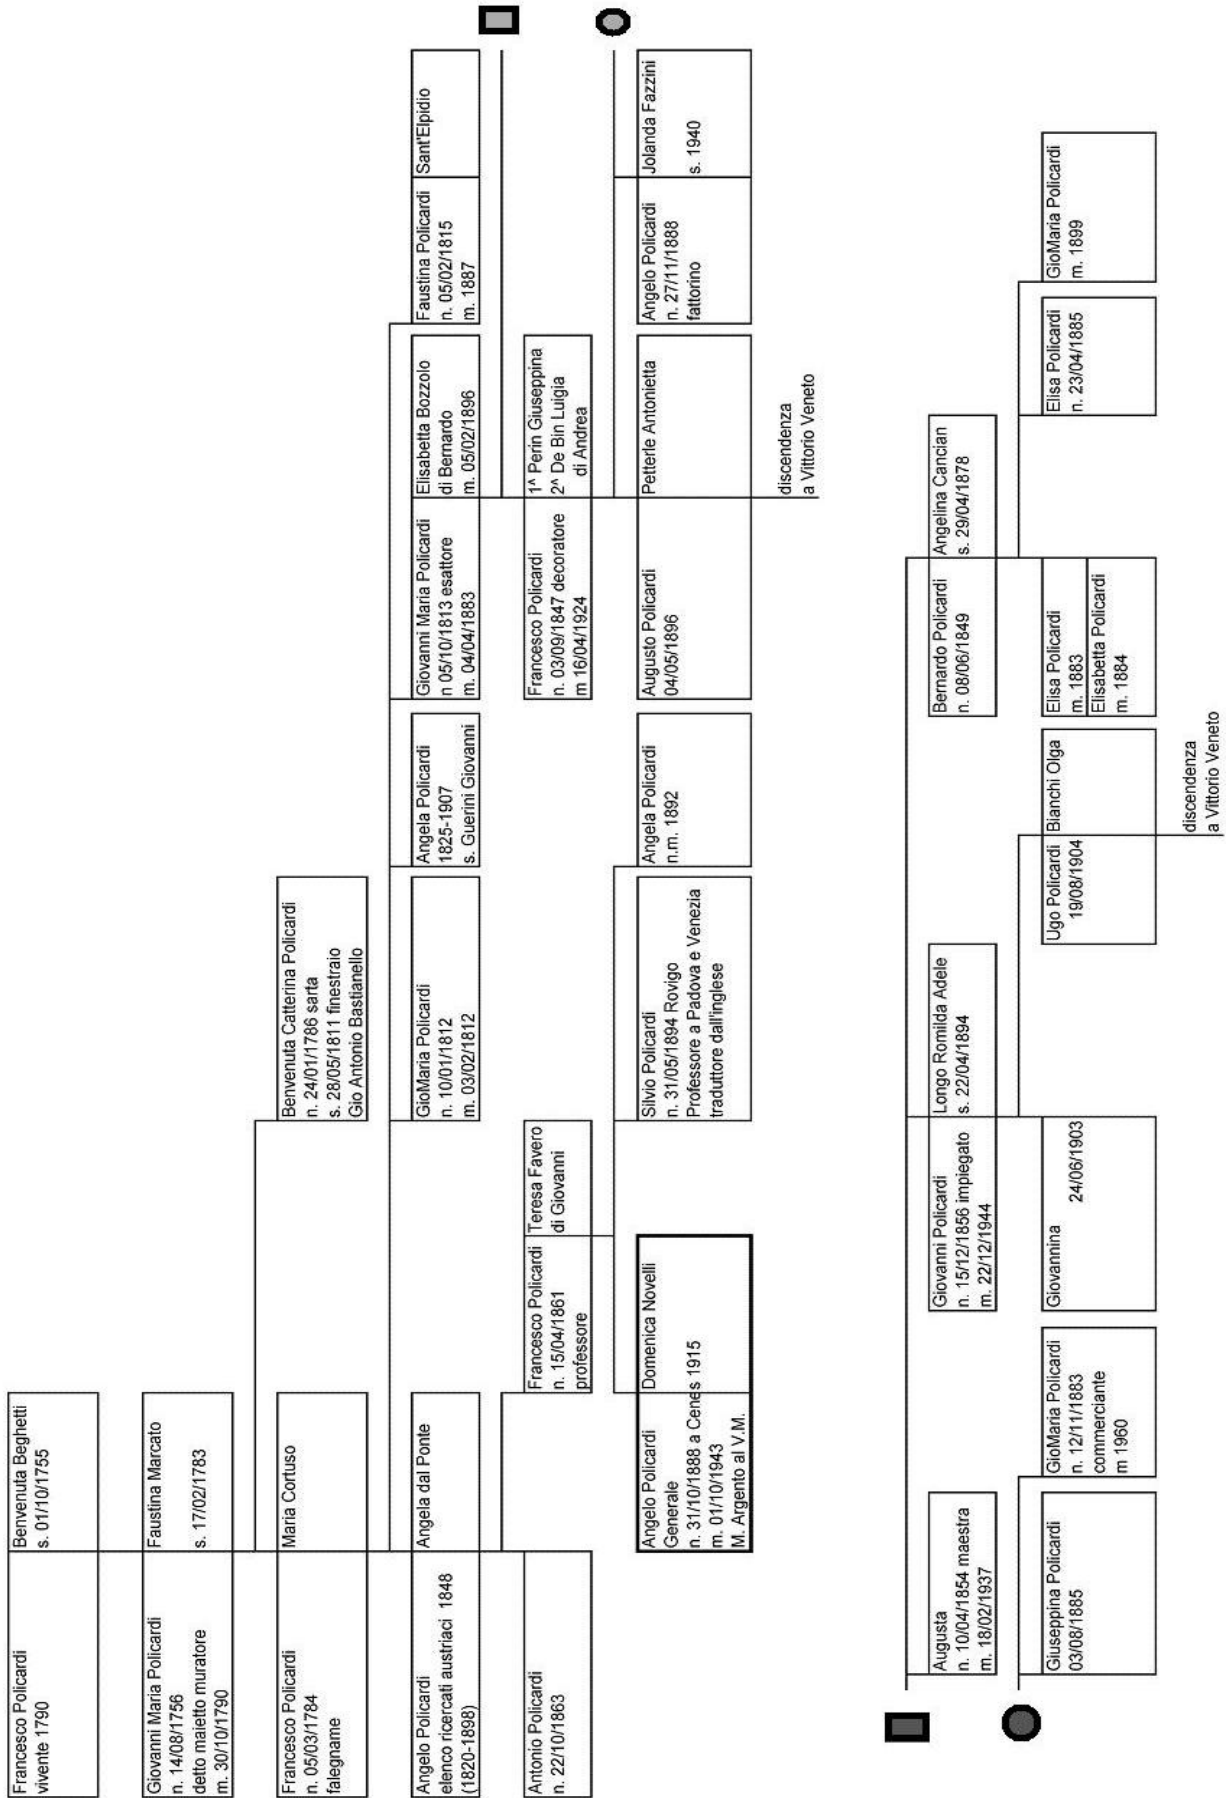 Francesco Policardi
vivente 1790
Benvenuta Beghetti
s. 01/10/1755
Giovanni Maria Policardi
n. 14/08/1756
detto maietto muratore
m. 30/10/1790
Faustina Marcato
s. 17/02/1783
Francesco Policardi
n. 05/03/1784
falegname
Maria Cortuso
Benvenuta Catterina Policardi
n. 24/01/1786 sarta
s. 28/05/1811 finestraio
Gio Antonio Bastianello
Angelo Policardi
elenco ricercati austriaci 1848
(1820-1898)
Angela dal Ponte
GioMaria Policardi
n. 10/01/1812
m. 03/02/1812
Angela Policardi
1825-1907
s. Guerini Giovanni
Giovanni Maria Policardi
n 05/10/1813 esattore
m. 04/04/1883
Elisabetta Bozzolo
di Bernardo
m. 05/02/1896
Faustina Policardi
n. 05/02/1815
m. 1887
Sant'Elpidio
Antonio Policardi
n. 22/10/1863
Francesco Policardi
n. 15/04/1861
professore
Teresa Favero
di Giovanni
Francesco Policardi
n. 03/09/1847 decoratore
m 16/04/1924
1^ Perin Giuseppina
2^ De Bin Luigia
di Andrea
Angelo Policardi
Generale
n. 31/10/1888 a Cenes 1915
m. 01/10/1943
M. Argento al V.M.
Domenica Novelli
Silvio Policardi
n. 31/05/1894 Rovigo
Professore a Padova e Venezia
traduttore dall'inglese
Angela Policardi
n.m. 1892
Augusto Policardi
04/05/1896
Petterle Antonietta
Angelo Policardi
n. 27/11/1888
fattorino
Jolanda Fazzini
s. 1940
discendenza
a Vittorio Veneto
Augusta
n. 10/04/1854 maestra
m. 18/02/1937
Giovanni Policardi
n. 15/12/1856 impiegato
m. 22/12/1944
Longo Romilda Adele
s. 22/04/1894
Bernardo Policardi
n. 08/06/1849
Angelina Cancian
s. 29/04/1878
Giuseppina Policardi
03/08/1885
GioMaria Policardi
n. 12/11/1883
commerciante
m 1960
Giovannina
24/06/1903
Ugo Policardi
19/08/1904
Bianchi Olga
Elisa Policardi
m. 1883
Elisabetta Policardi
m. 1884
Elisa Policardi
n. 23/04/1885
GioMaria Policardi
m. 1899
discendenza
a Vittorio Veneto